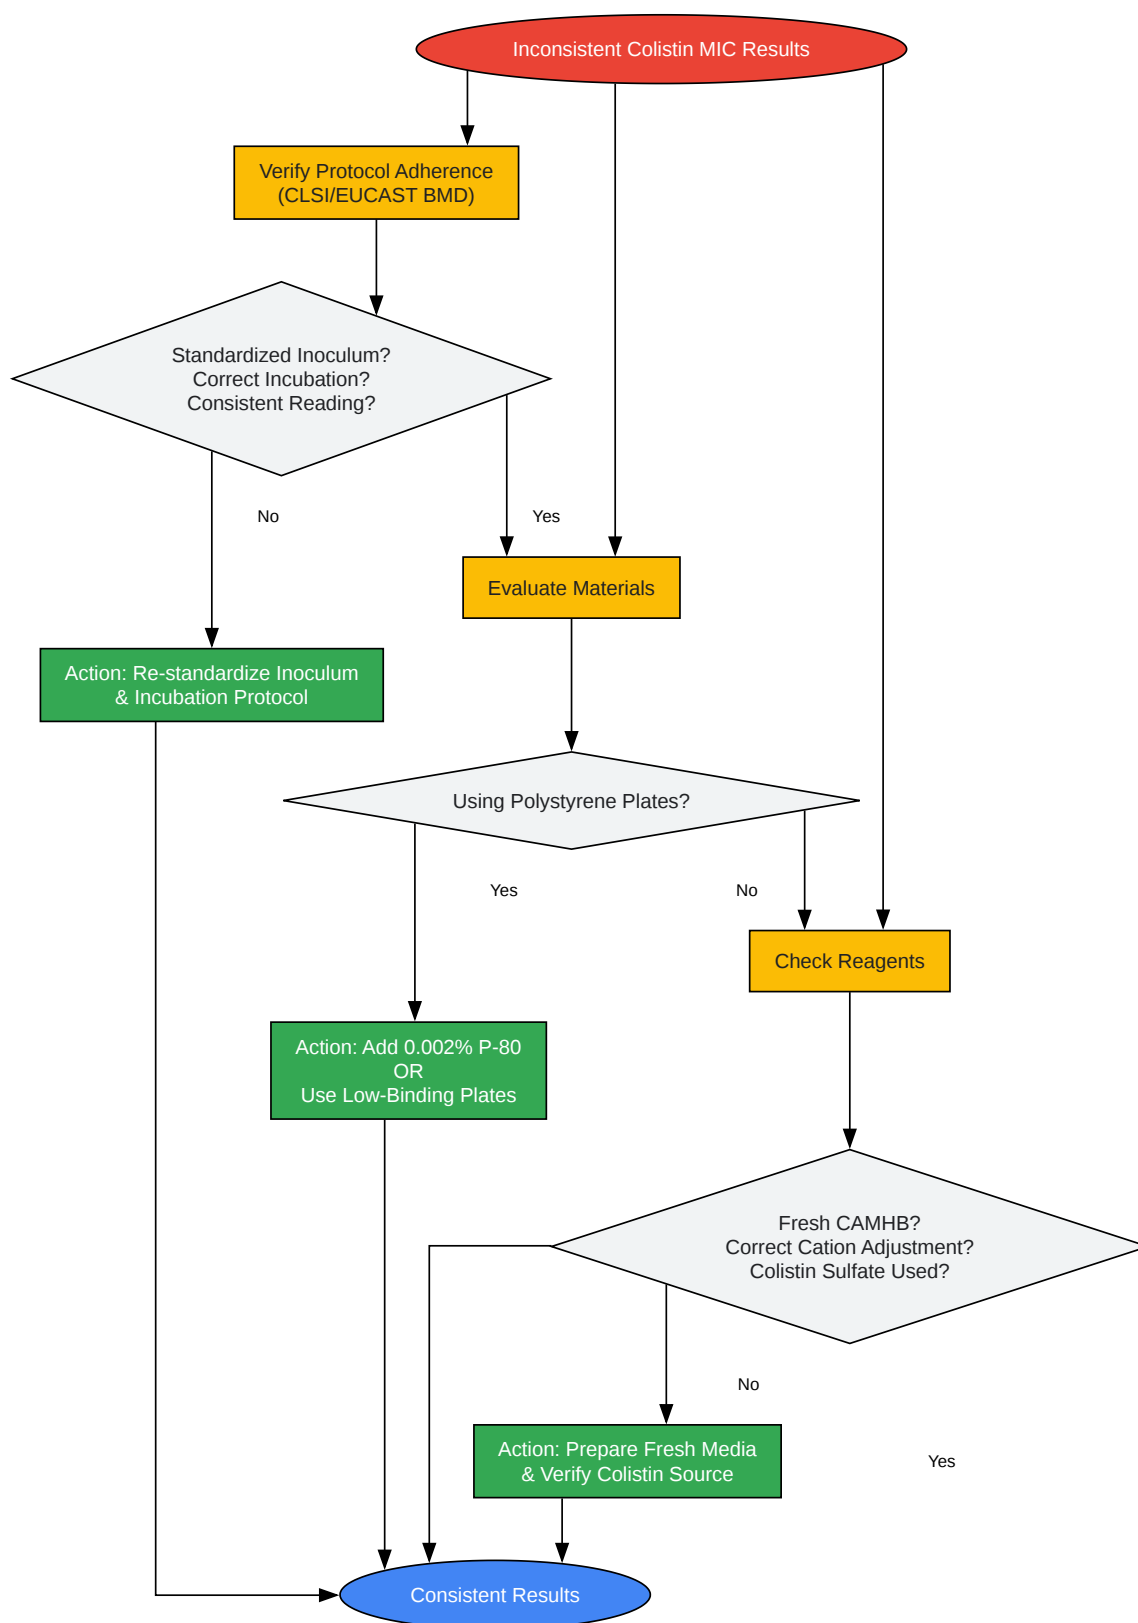 Inconsistent Colistin MIC Results
Verify Protocol Adherence
(CLSI/EUCAST BMD)
Standardized Inoculum?
Correct Incubation?
Consistent Reading?
No
Yes
Evaluate Materials
Action: Re-standardize Inoculum
& Incubation Protocol
Using Polystyrene Plates?
Yes
No
Check Reagents
Action: Add 0.002% P-80
OR
Use Low-Binding Plates
Fresh CAMHB?
Correct Cation Adjustment?
Colistin Sulfate Used?
No
Yes
Action: Prepare Fresh Media
& Verify Colistin Source
Consistent Results